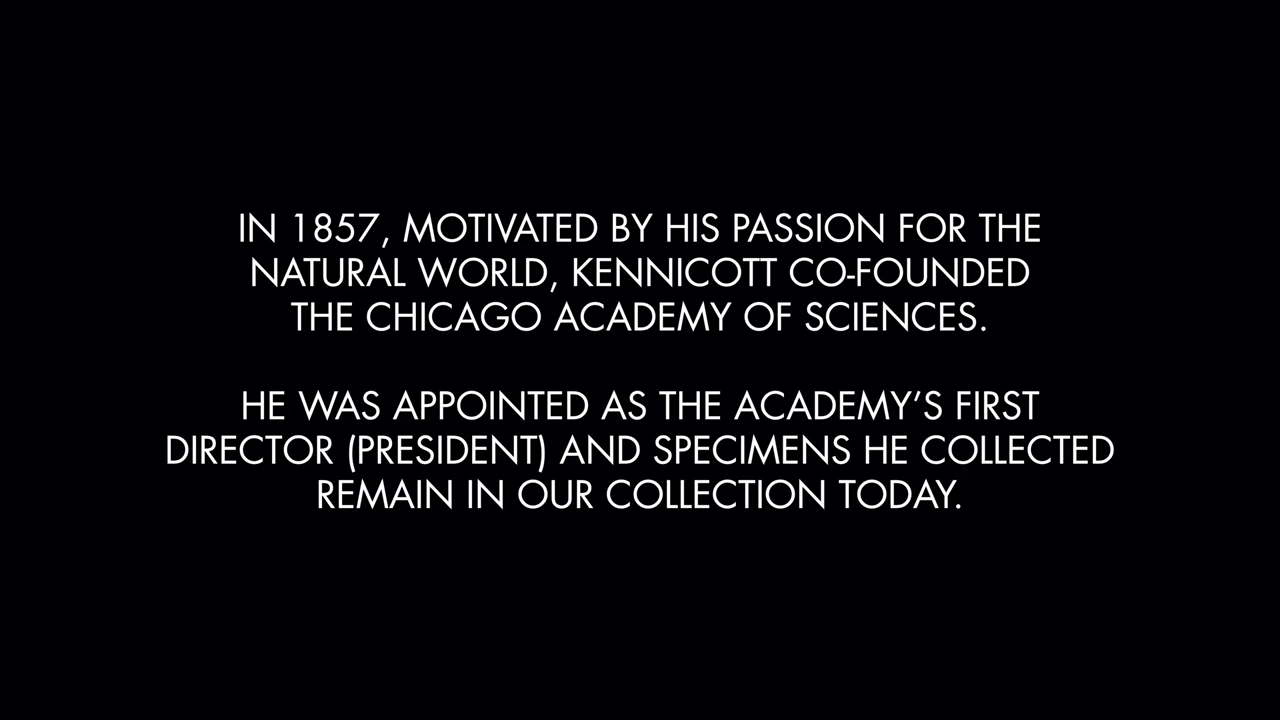 IN 1857, MOTIVATED BY HIS PASSION FOR THE
NATURAL WORLD, KENNICOTT CO-FOUNDED
THE CHICAGO ACADEMY OF SCIENCES.
HE WAS APPOINTED AS THE ACADEMY’S FIRST
DIRECTOR (PRESIDENT) AND SPECIMENS HE COLLECTED
REMAIN IN OUR COLLECTION TODAY.